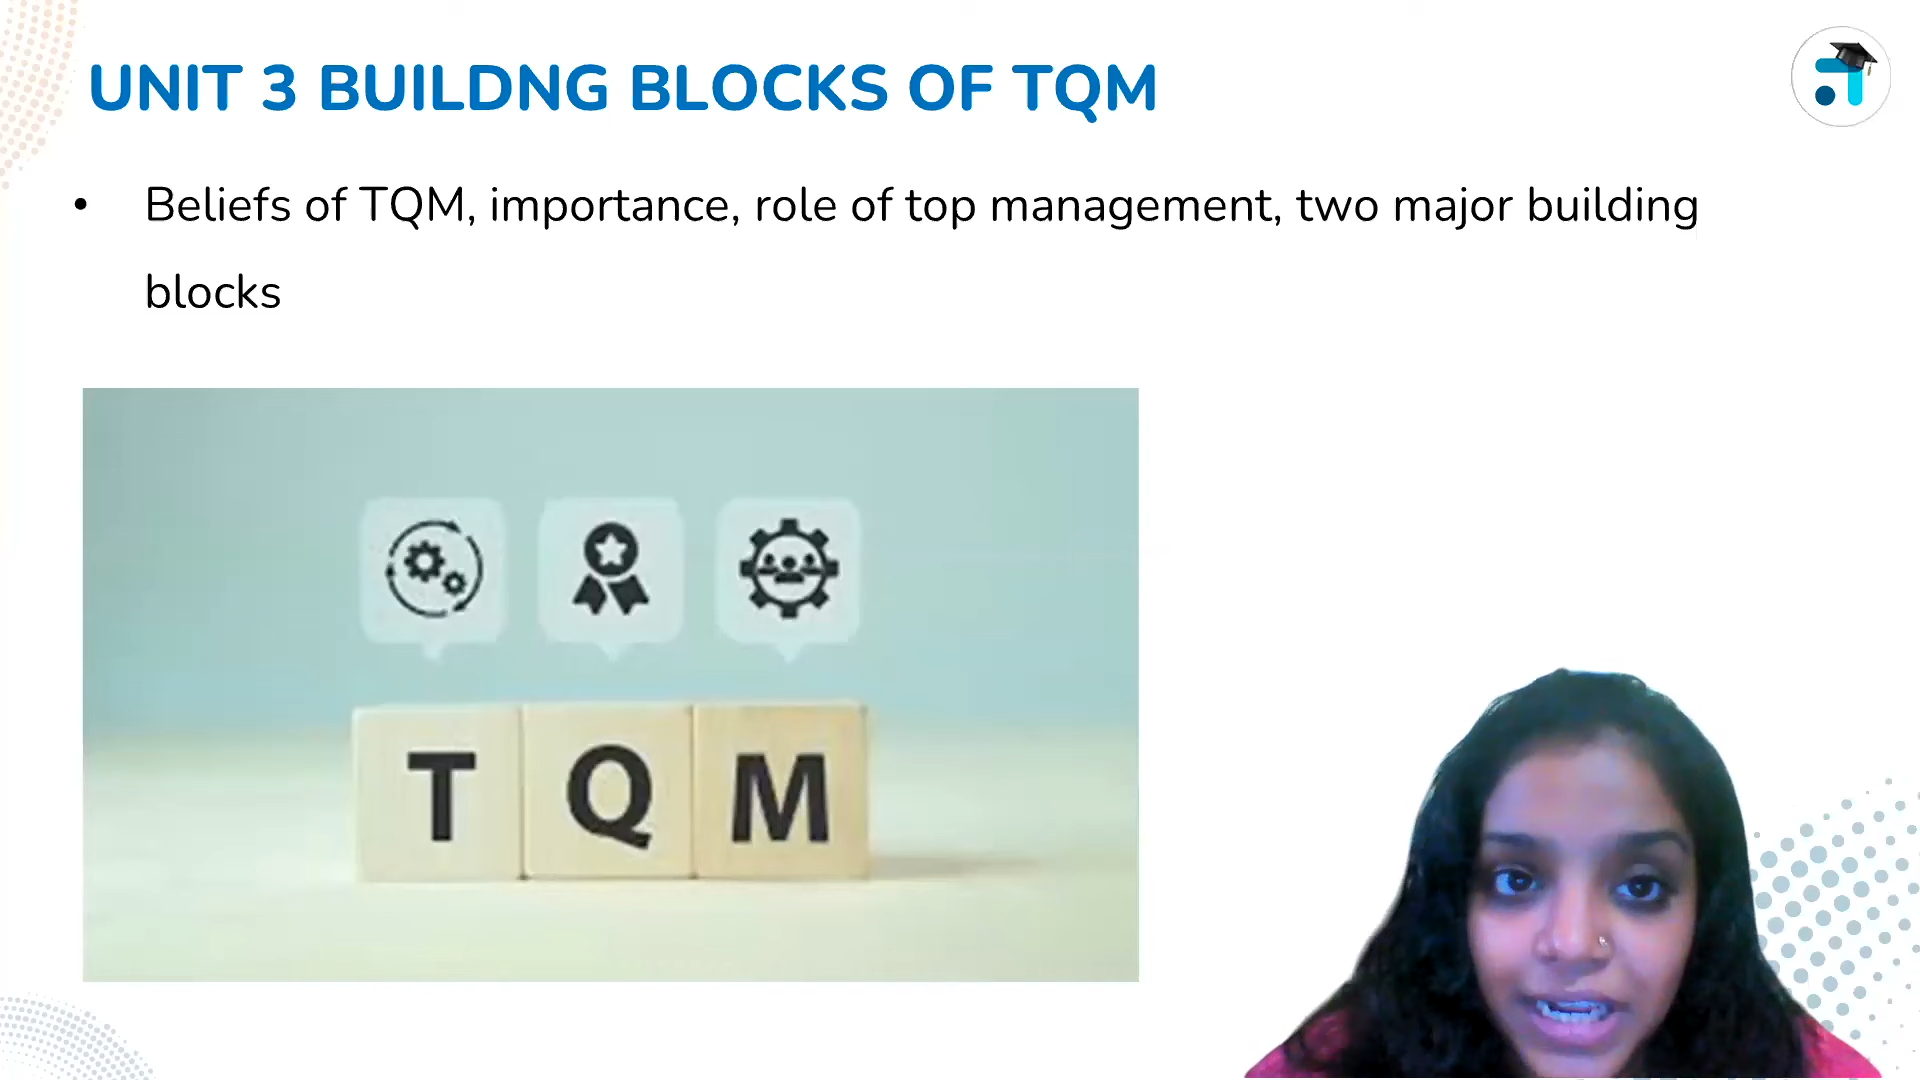 UNIT 3 BUILDNG BLOCKS OF TQM
• Beliefs of TQM, importance, role of top management, two major building
blocks
T Q M